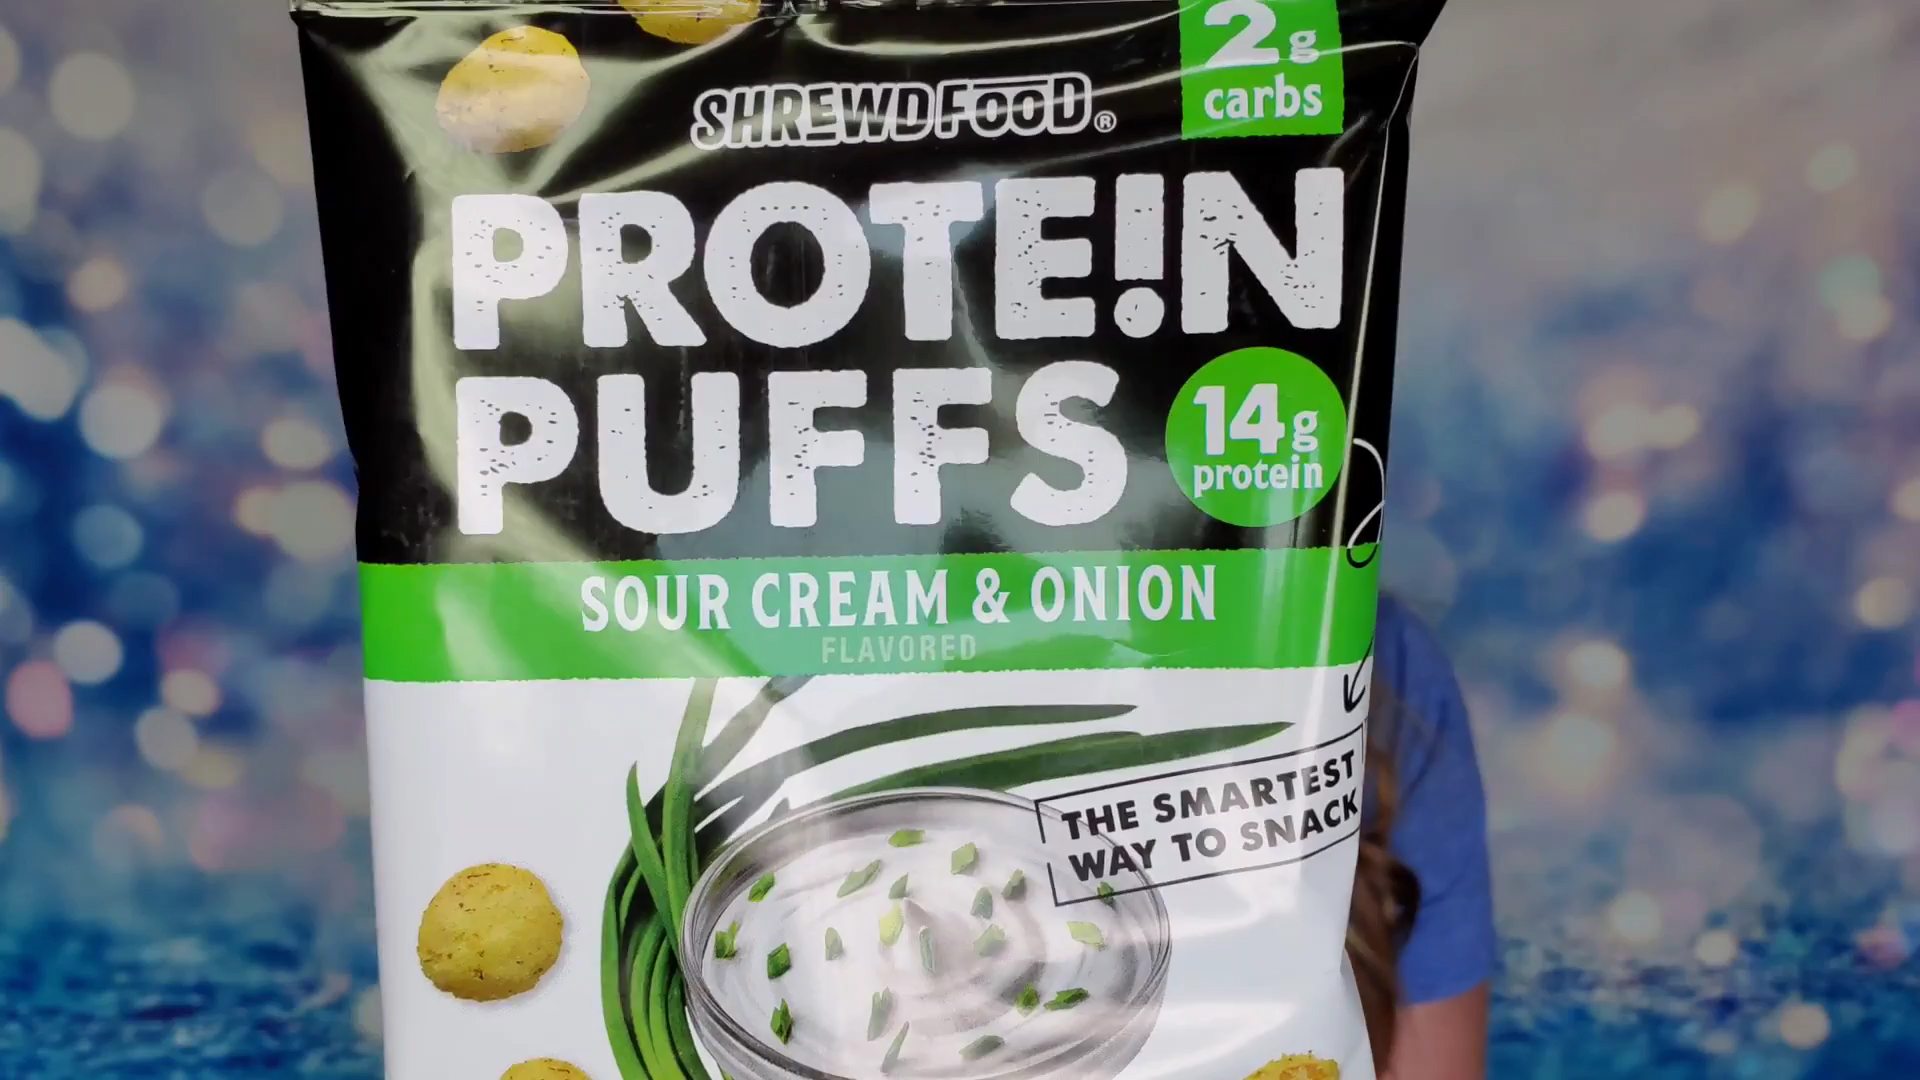 2g
carbs
SHREWD FOOD®
PROTE!N
PUFFS
14g
protein
SOUR CREAM & ONION
FLAVORED
THE SMARTEST
WAY TO SNACK